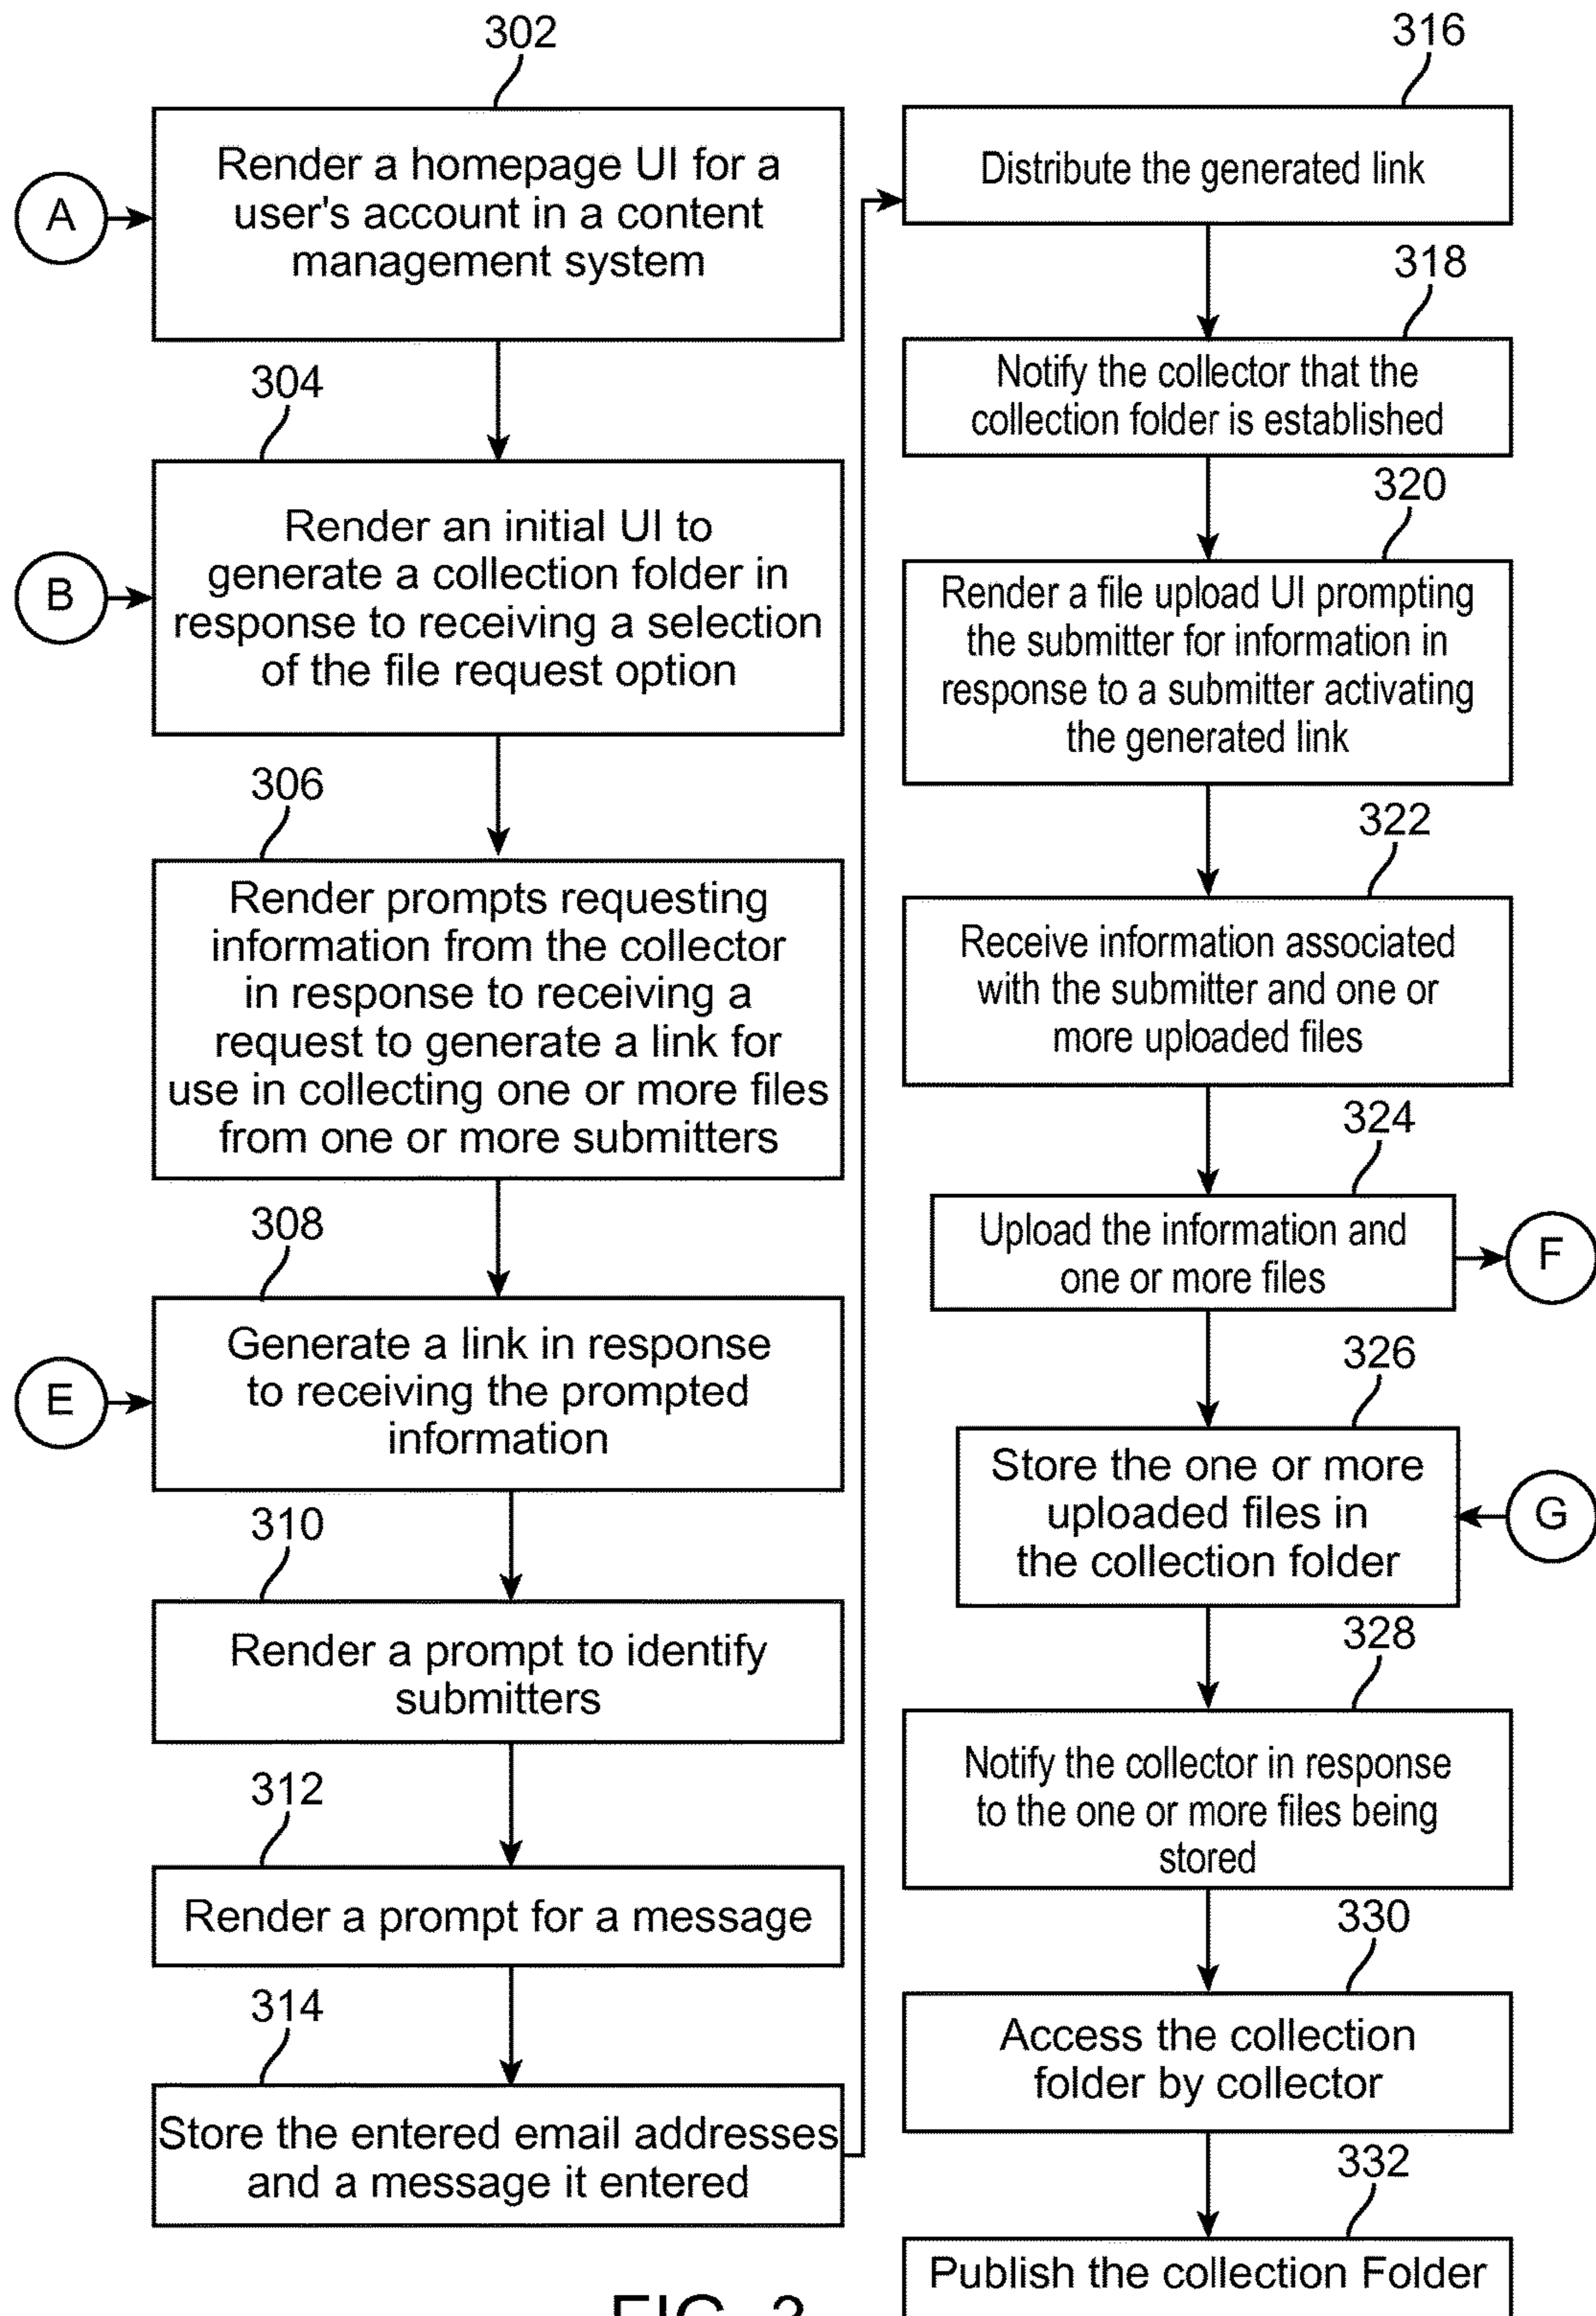 302
Render a homepage UI for a
user's account in a content
management system
A
304
Render an initial UI to
generate a collection folder in
response to receiving a selection
of the file request option
B
306
Render prompts requesting
information from the collector
in response to receiving a
request to generate a link for
use in collecting one or more files
from one or more submitters
308
Generate a link in response
to receiving the prompted
information
E
310
Render a prompt to identify
submitters
312
Render a prompt for a message
314
Store the entered email addresses
and a message it entered
316
Distribute the generated link
318
Notify the collector that the
collection folder is established
320
Render a file upload UI prompting
the submitter for information in
response to a submitter activating
the generated link
322
Receive information associated
with the submitter and one or
more uploaded files
324
Upload the information and
one or more files
F
326
Store the one or more
uploaded files in
the collection folder
G
328
Notify the collector in response
to the one or more files being
stored
330
Access the collection
folder by collector
332
Publish the collection Folder
FIG.